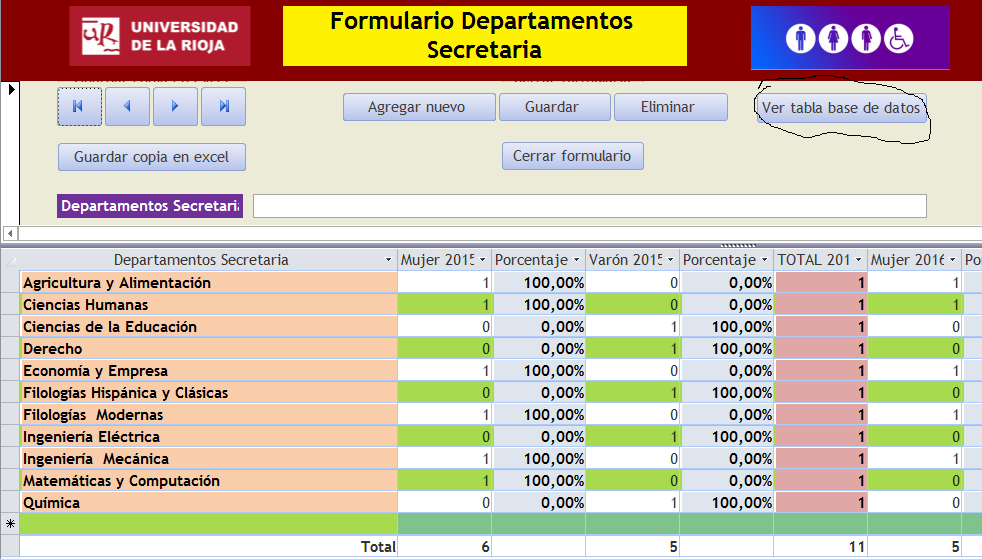 UNIVERSIDAD
DE LA RIOJA
Formulario Departamentos
Secretaria
Agregar nuevo Guardar Eliminar Ver tabla base de datos
Guardar copia en excel Cerrar formulario
Departamentos Secretari
Departamentos Secretaria Mujer 2015 Porcentaje Varón 2015 Porcentaje TOTAL 201 Mujer 2016 Po
Agricultura y Alimentación 1 100,00% 0 0,00% 1 1
Ciencias Humanas 1 100,00% 0 0,00% 1 1
Ciencias de la Educación 0 0,00% 1 100,00% 1 0
Derecho 0 0,00% 1 100,00% 1 0
Economía y Empresa 1 100,00% 0 0,00% 1 1
Filologías Hispánica y Clásicas 0 0,00% 1 100,00% 1 0
Filologías Modernas 1 100,00% 0 0,00% 1 1
Ingeniería Eléctrica 0 0,00% 1 100,00% 1 0
Ingeniería Mecánica 1 100,00% 0 0,00% 1 1
Matemáticas y Computación 1 100,00% 0 0,00% 1 0
Química 0 0,00% 1 100,00% 1 0
Total 6 5 11 5